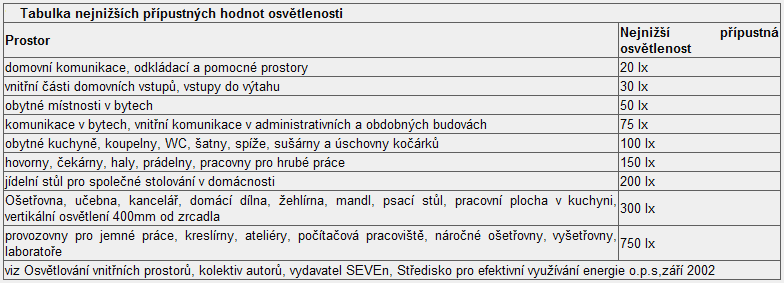 Tabulka nejnižších přípustných hodnot osvětlenosti
Prostor
Nejnižší přípustná
osvětlenost
domovní komunikace, odkládací a pomocné prostory 20 lx
vnitřní části domovních vstupů, vstupy do výtahu 30 lx
obytné místnosti v bytech 50 lx
komunikace v bytech, vnitřní komunikace v administrativních a obdobných budovách 75 lx
obytné kuchyně, koupelny, WC, šatny, spíže, sušárny a úschovny kočárků 100 lx
hovorny, čekárny, haly, prádelny, pracovny pro hrubé práce 150 lx
jídelní stůl pro společné stolování v domácnosti 200 lx
Ošetřovna, učebna, kancelář, domácí dílna, žehlírna, mandl, psací stůl, pracovní plocha v kuchyni,
vertikální osvětlení 400mm od zrcadla
300 lx
provozovny pro jemné práce, kreslírny, ateliéry, počítačová pracoviště, náročné ošetřovny, vyšetřovny,
laboratoře
750 lx
viz Osvětlování vnitřních prostorů, kolektiv autorů, vydavatel SEVEn, Středisko pro efektivní využívání energie o.p.s,září 2002